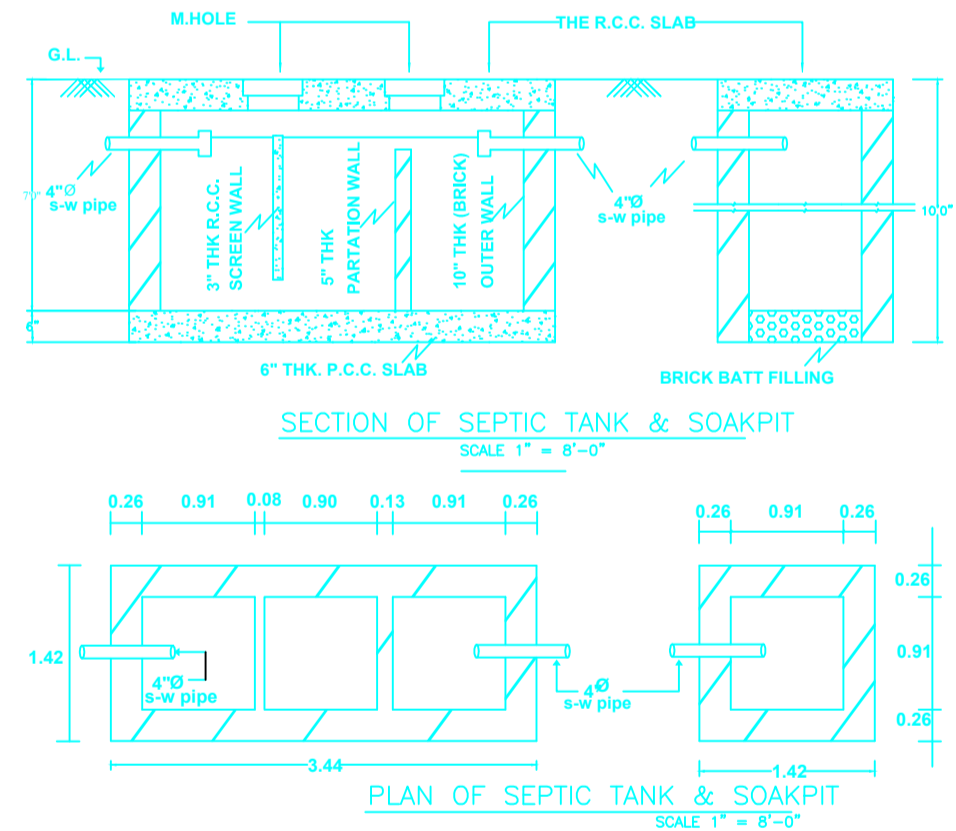 M.HOLE
THE R.C.C. SLAB
G.L.
7'0"
4"Ø
s-w pipe
3" THK R.C.C.
SCREEN WALL
5" THK
PARTATION WALL
10" THK (BRICK)
OUTER WALL
4"Ø
s-w pipe
10'0"
6"
6" THK. P.C.C. SLAB
BRICK BATT FILLING
SECTION OF SEPTIC TANK & SOAKPIT
SCALE 1" = 8'-0"
0.26 0.91 0.08 0.90 0.13 0.91 0.26
0.26 0.91 0.26
0.26
1.42
0.91
4"Ø
s-w pipe
4"Ø
s-w pipe
0.26
3.44
1.42
PLAN OF SEPTIC TANK & SOAKPIT
SCALE 1" = 8'-0"